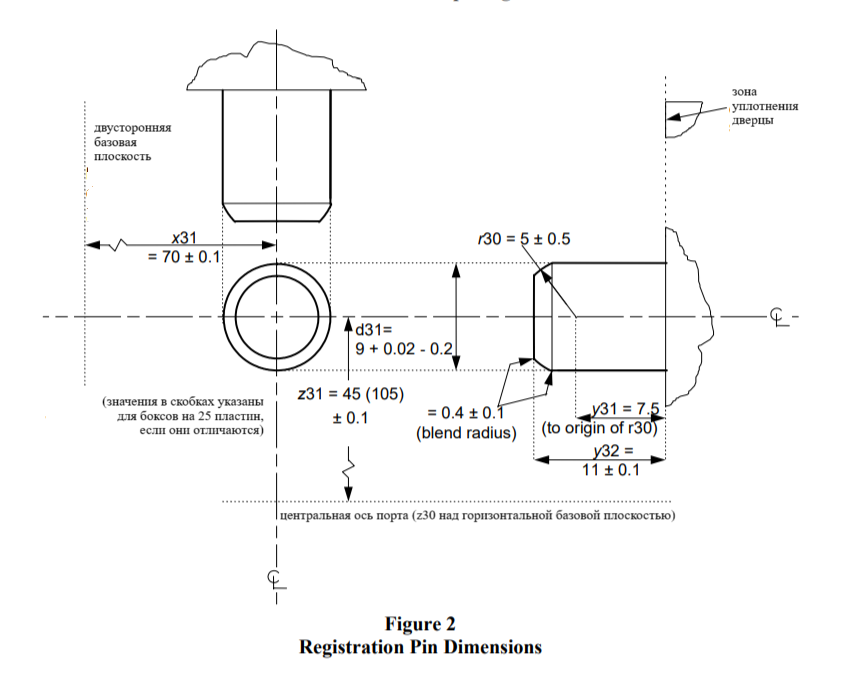 двусторонняя
базовая
плоскость
зона
уплотнения
дверцы
x31
= 70 ± 0.1
r30 = 5 ± 0.5
d31=
9 + 0.02 - 0.2
z31 = 45 (105)
± 0.1
(значения в скобках указаны
для боксов на 25 пластин,
если они отличаются)
= 0.4 ± 0.1
(blend radius)
y31 = 7.5
(to origin of r30)
y32 =
11 ± 0.1
центральная ось порта (z30 над горизонтальной базовой плоскостью)
Figure 2
Registration Pin Dimensions